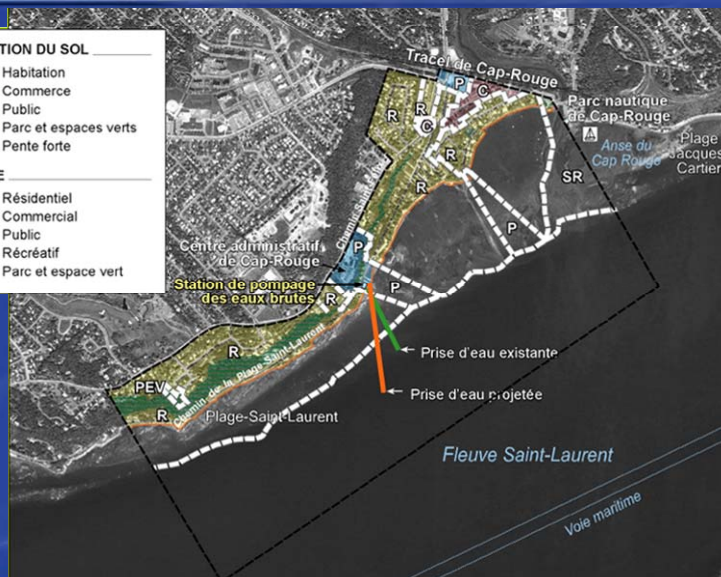 TION DU SOL
Habitation
Commerce
Public
Parc et espaces verts
Pente forte
E
Résidentiel
Commercial
Public
Récréatif
Parc et espace vert
Tracel de Cap-Rouge
P
C
R
R
C
R
R
Parc nautique
de Cap-Rouge
Anse du
Cap Rouge
Plage
Jacques
Cartier
SR
P
Centre administratif
de Cap-Rouge
P
Station de pompage
des eaux brutes
P
R
R
Chemin de la Plage-Saint-Laurent
PEV
R
Plage-Saint-Laurent
Prise d'eau existante
Prise d'eau projetée
Fleuve Saint-Laurent
Voie maritime